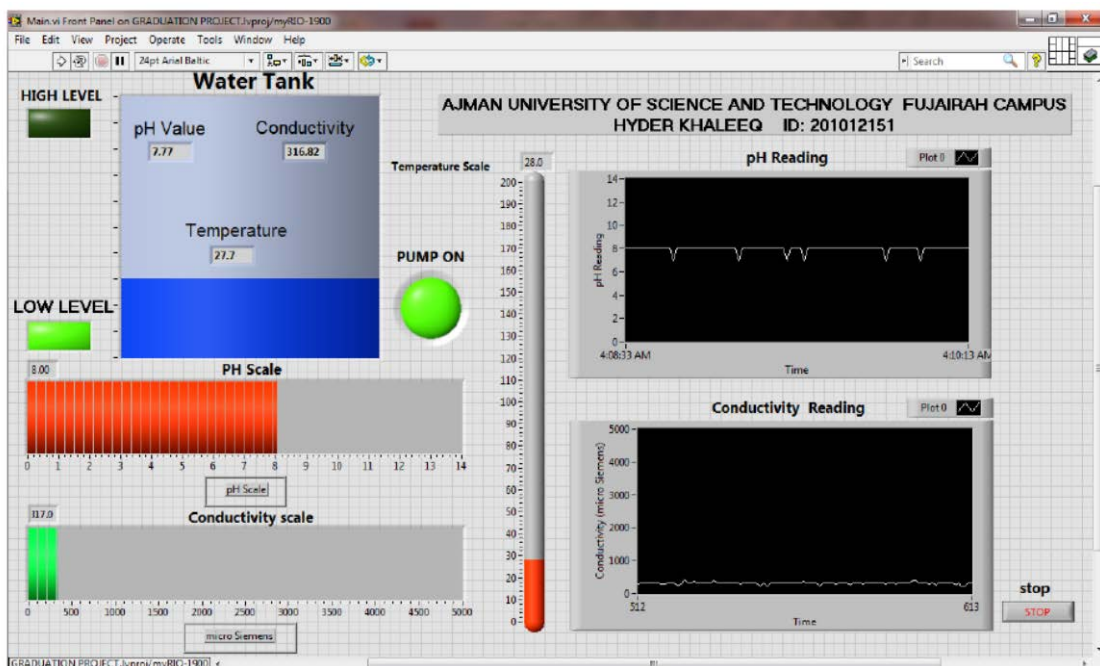 Main.vi Front Panel on GRADUATION PROJECT.lvproj/myRIO-1900
File Edit View Project Operate Tools Window Help
24pt Arial Baltic
Search
Water Tank
HIGH LEVEL
pH Value Conductivity
7.77 316.82
Temperature
27.7
LOW LEVEL
PUMP ON
AJMAN UNIVERSITY OF SCIENCE AND TECHNOLOGY FUJAIRAH CAMPUS
HYDER KHALEEQ ID: 201012151
Temperature Scale
28.0
200
190
180
170
160
150
140
130
120
110
100
90
80
70
60
50
40
30
20
10
0
pH Reading
Plot 0
pH Reading
14
12
10
8
6
4
2
0
4:08:33 AM 4:10:13 AM
Time
8.00
PH Scale
0 1 2 3 4 5 6 7 8 9 10 11 12 13 14
pH Scale
Conductivity scale
0 500 1000 1500 2000 2500 3000 3500 4000 4500 5000
micro Siemens
Conductivity Reading
Plot 0
Conductivity (micro Siemens)
5000
4000
3000
2000
1000
0
512 613
Time
stop
STOP
GRADUATION PROJECT.lvproj/myRIO-1900